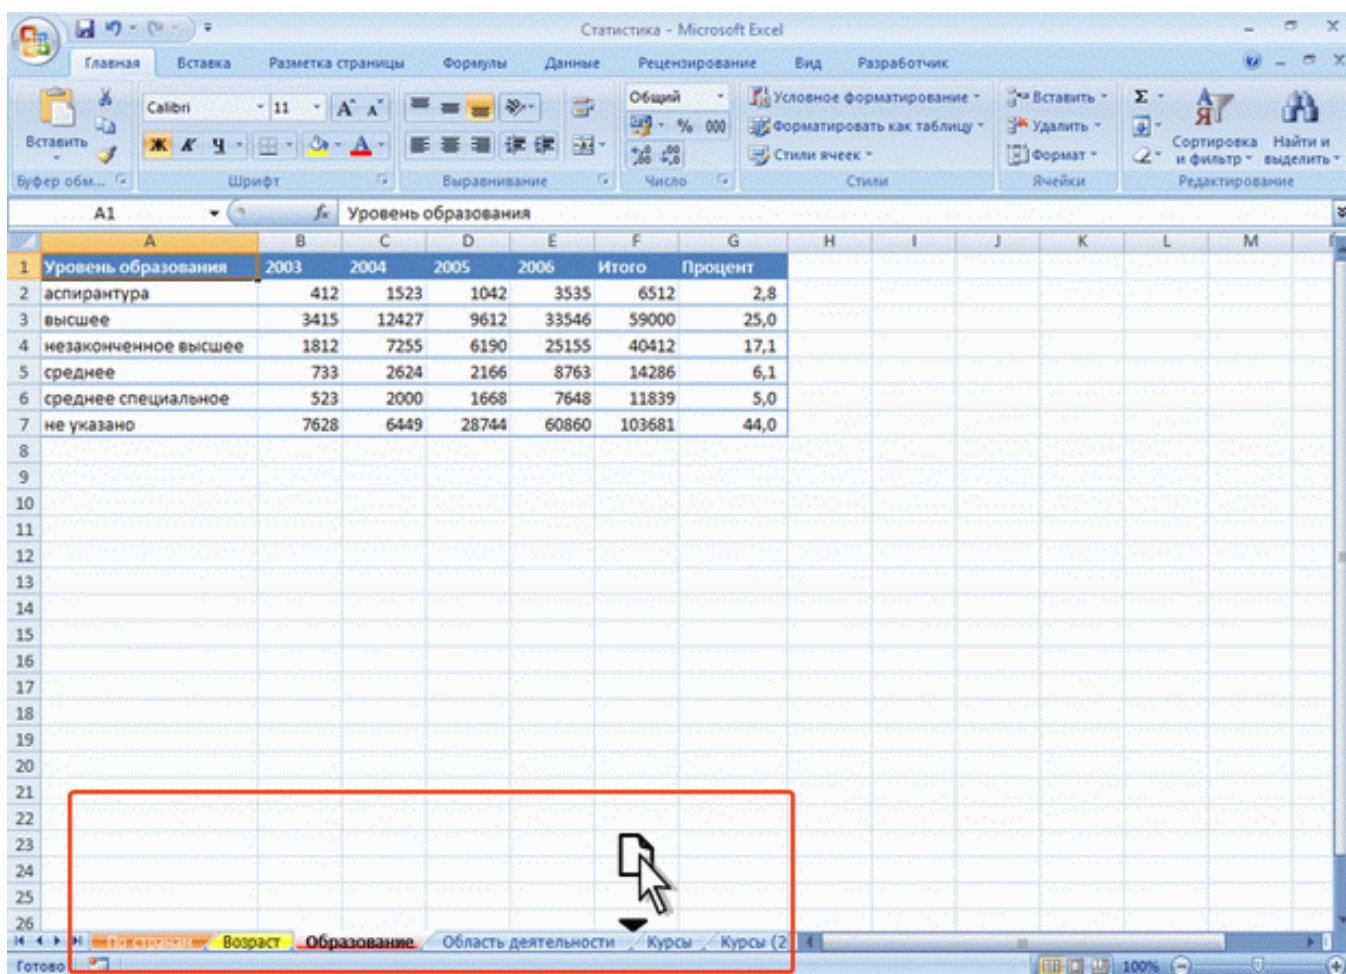 Статистика - Microsoft Excel
Главная Вставка Разметка страницы Формулы Данные Рецензирование Вид Разработчик
Calibri 11 Общий Условное форматирование Вставить Σ
Вставить Ж К Ч % 000 Форматировать как таблицу Удалить Сортировка и фильтр Найти и выделить
Стили ячеек Формат
Буфер обм... Шрифт Выравнивание Число Стили Ячейки Редактирование
A1 fx Уровень образования
A B C D E F G H I J K L M
1 Уровень образования 2003 2004 2005 2006 Итого Процент
2 аспирантура 412 1523 1042 3535 6512 2,8
3 высшее 3415 12427 9612 33546 59000 25,0
4 незаконченное высшее 1812 7255 6190 25155 40412 17,1
5 среднее 733 2624 2166 8763 14286 6,1
6 среднее специальное 523 2000 1668 7648 11839 5,0
7 не указано 7628 6449 28744 60860 103681 44,0
8
9
10
11
12
13
14
15
16
17
18
19
20
21
22
23
24
25
26
По странам Возраст Образование Область деятельности Курсы Курсы (2
Готово 100%